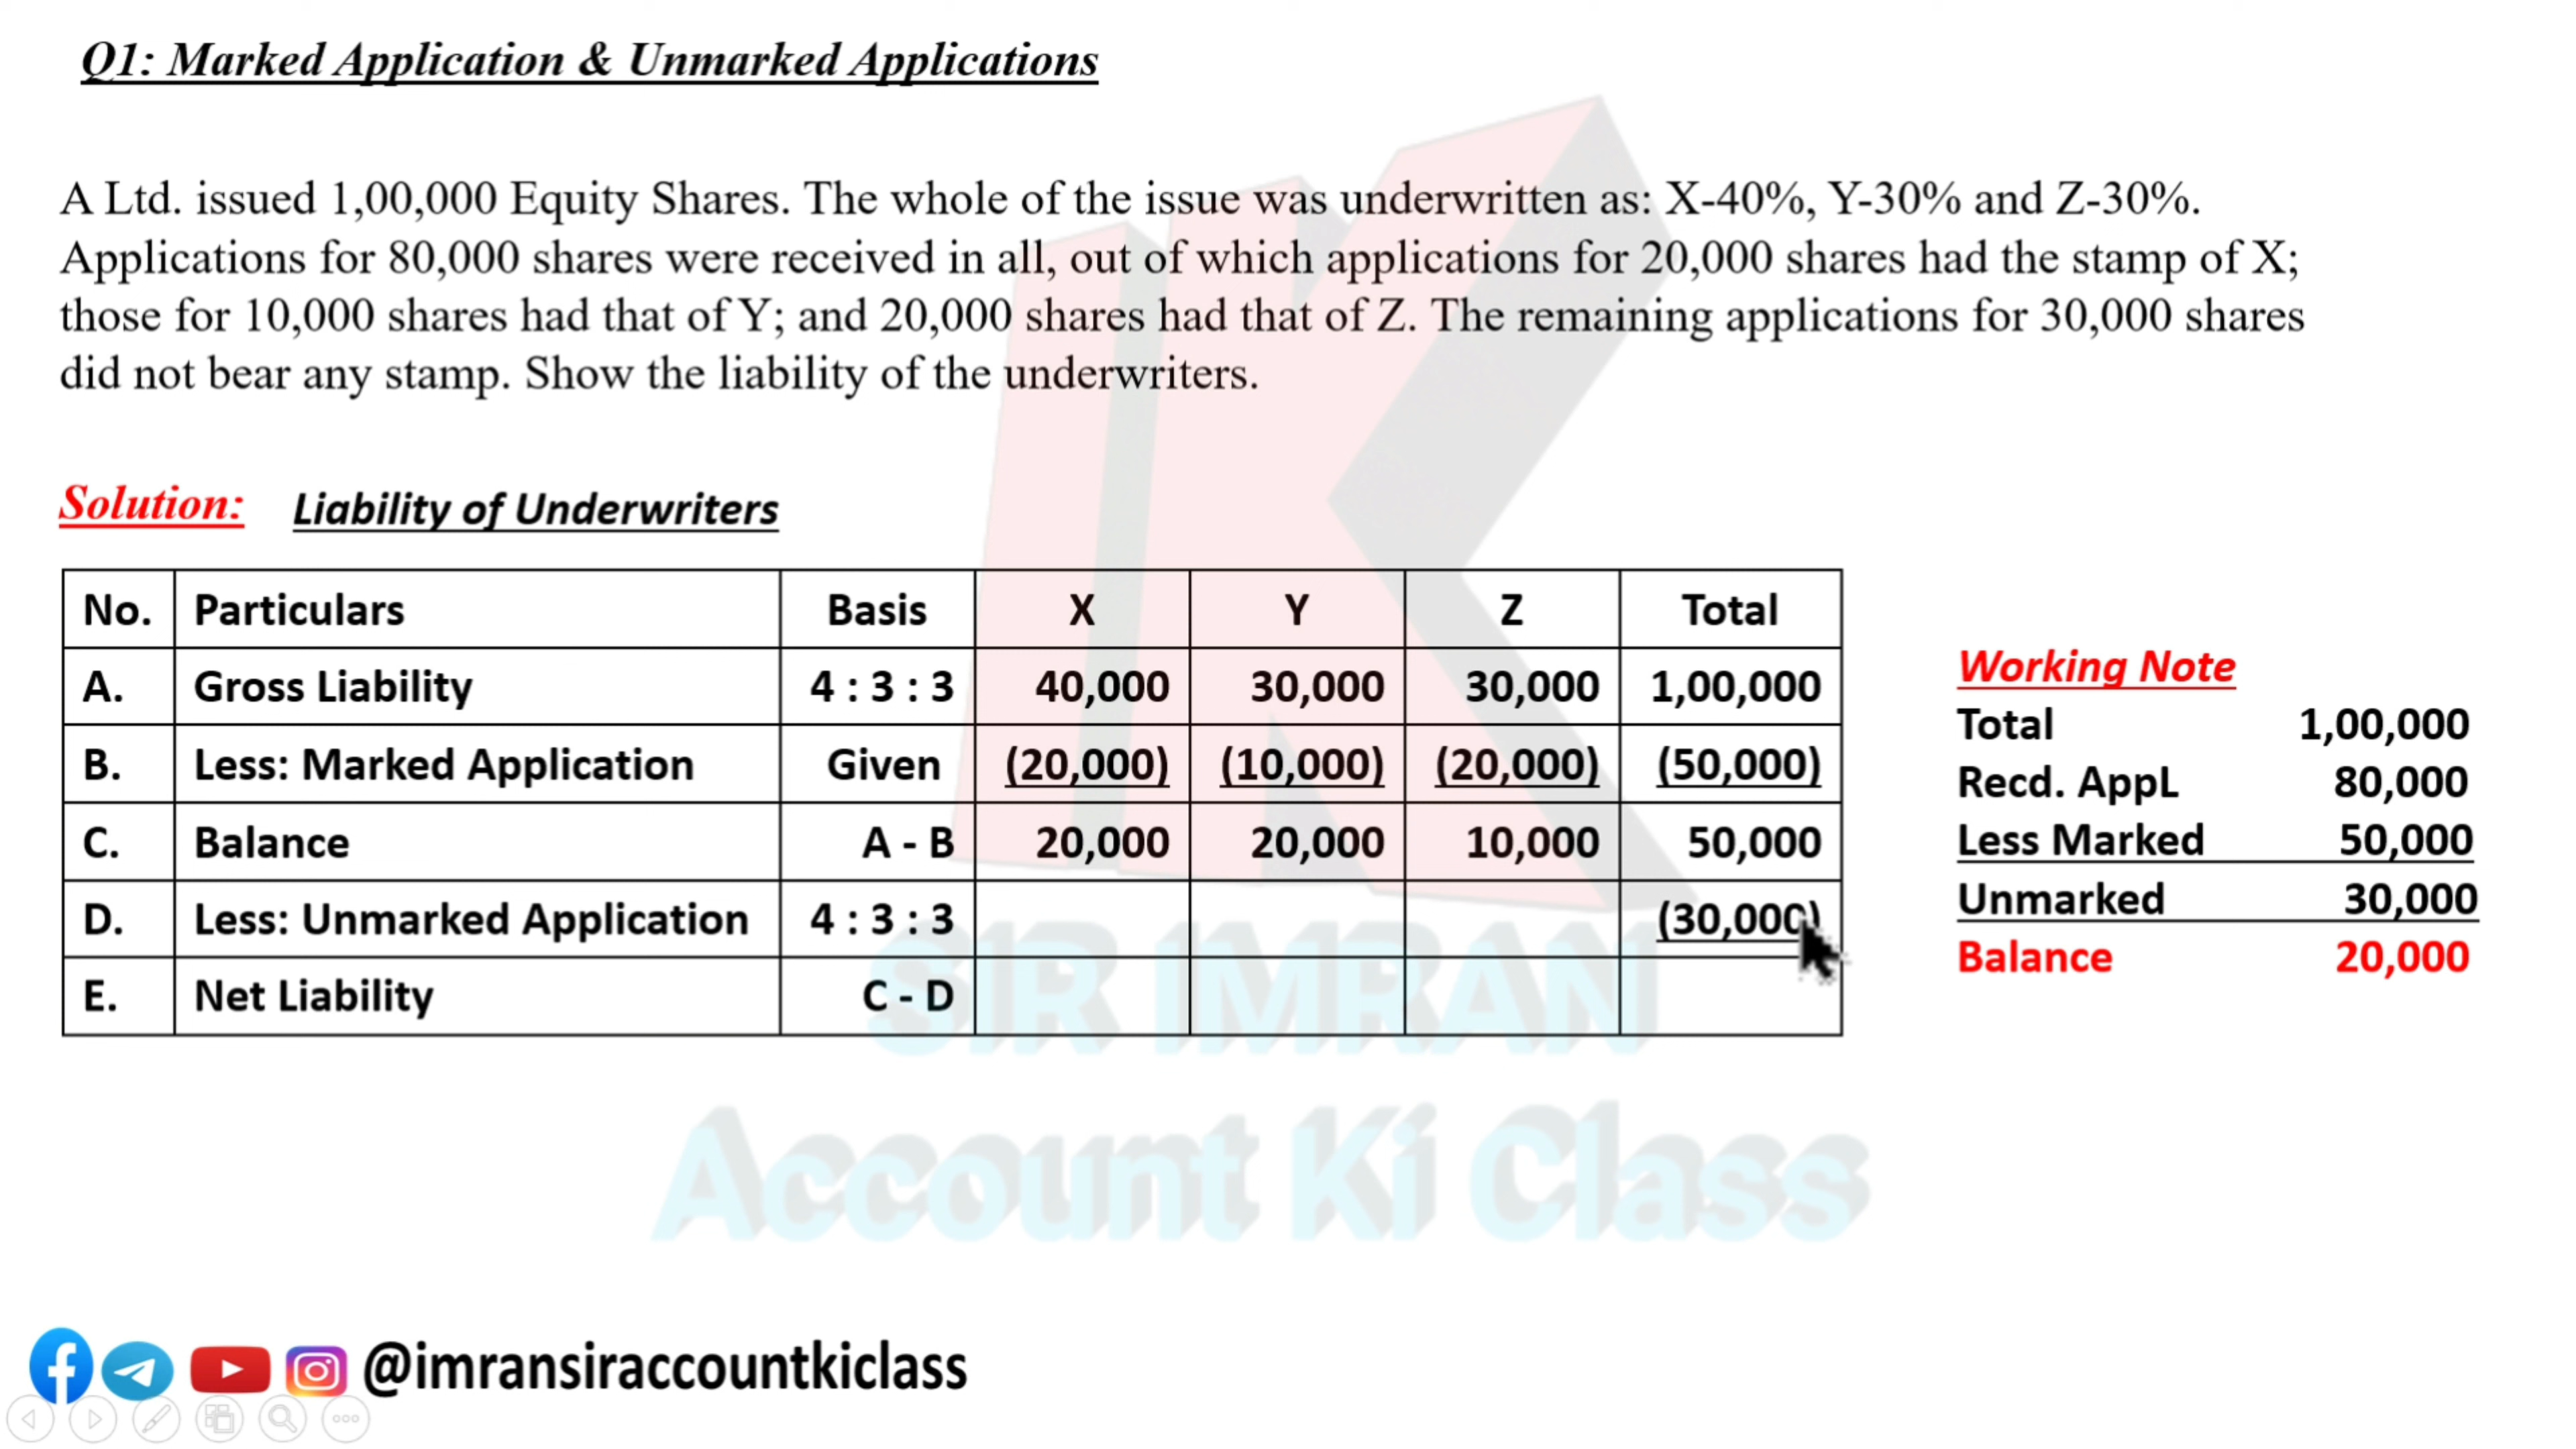 Q1: Marked Application & Unmarked Applications
A Ltd. issued 1,00,000 Equity Shares. The whole of the issue was underwritten as: X-40%, Y-30% and Z-30%.
Applications for 80,000 shares were received in all, out of which applications for 20,000 shares had the stamp of X;
those for 10,000 shares had that of Y; and 20,000 shares had that of Z. The remaining applications for 30,000 shares
did not bear any stamp. Show the liability of the underwriters.
Solution: Liability of Underwriters
No. Particulars Basis X Y Z Total
A. Gross Liability 4 : 3 : 3 40,000 30,000 30,000 1,00,000
B. Less: Marked Application Given (20,000) (10,000) (20,000) (50,000)
C. Balance A - B 20,000 20,000 10,000 50,000
D. Less: Unmarked Application 4 : 3 : 3 (30,000)
E. Net Liability C - D
Working Note
Total 1,00,000
Recd. AppL 80,000
Less Marked 50,000
Unmarked 30,000
Balance 20,000
SIR IMRAN
Account Ki Class
@imransiraccountkiclass